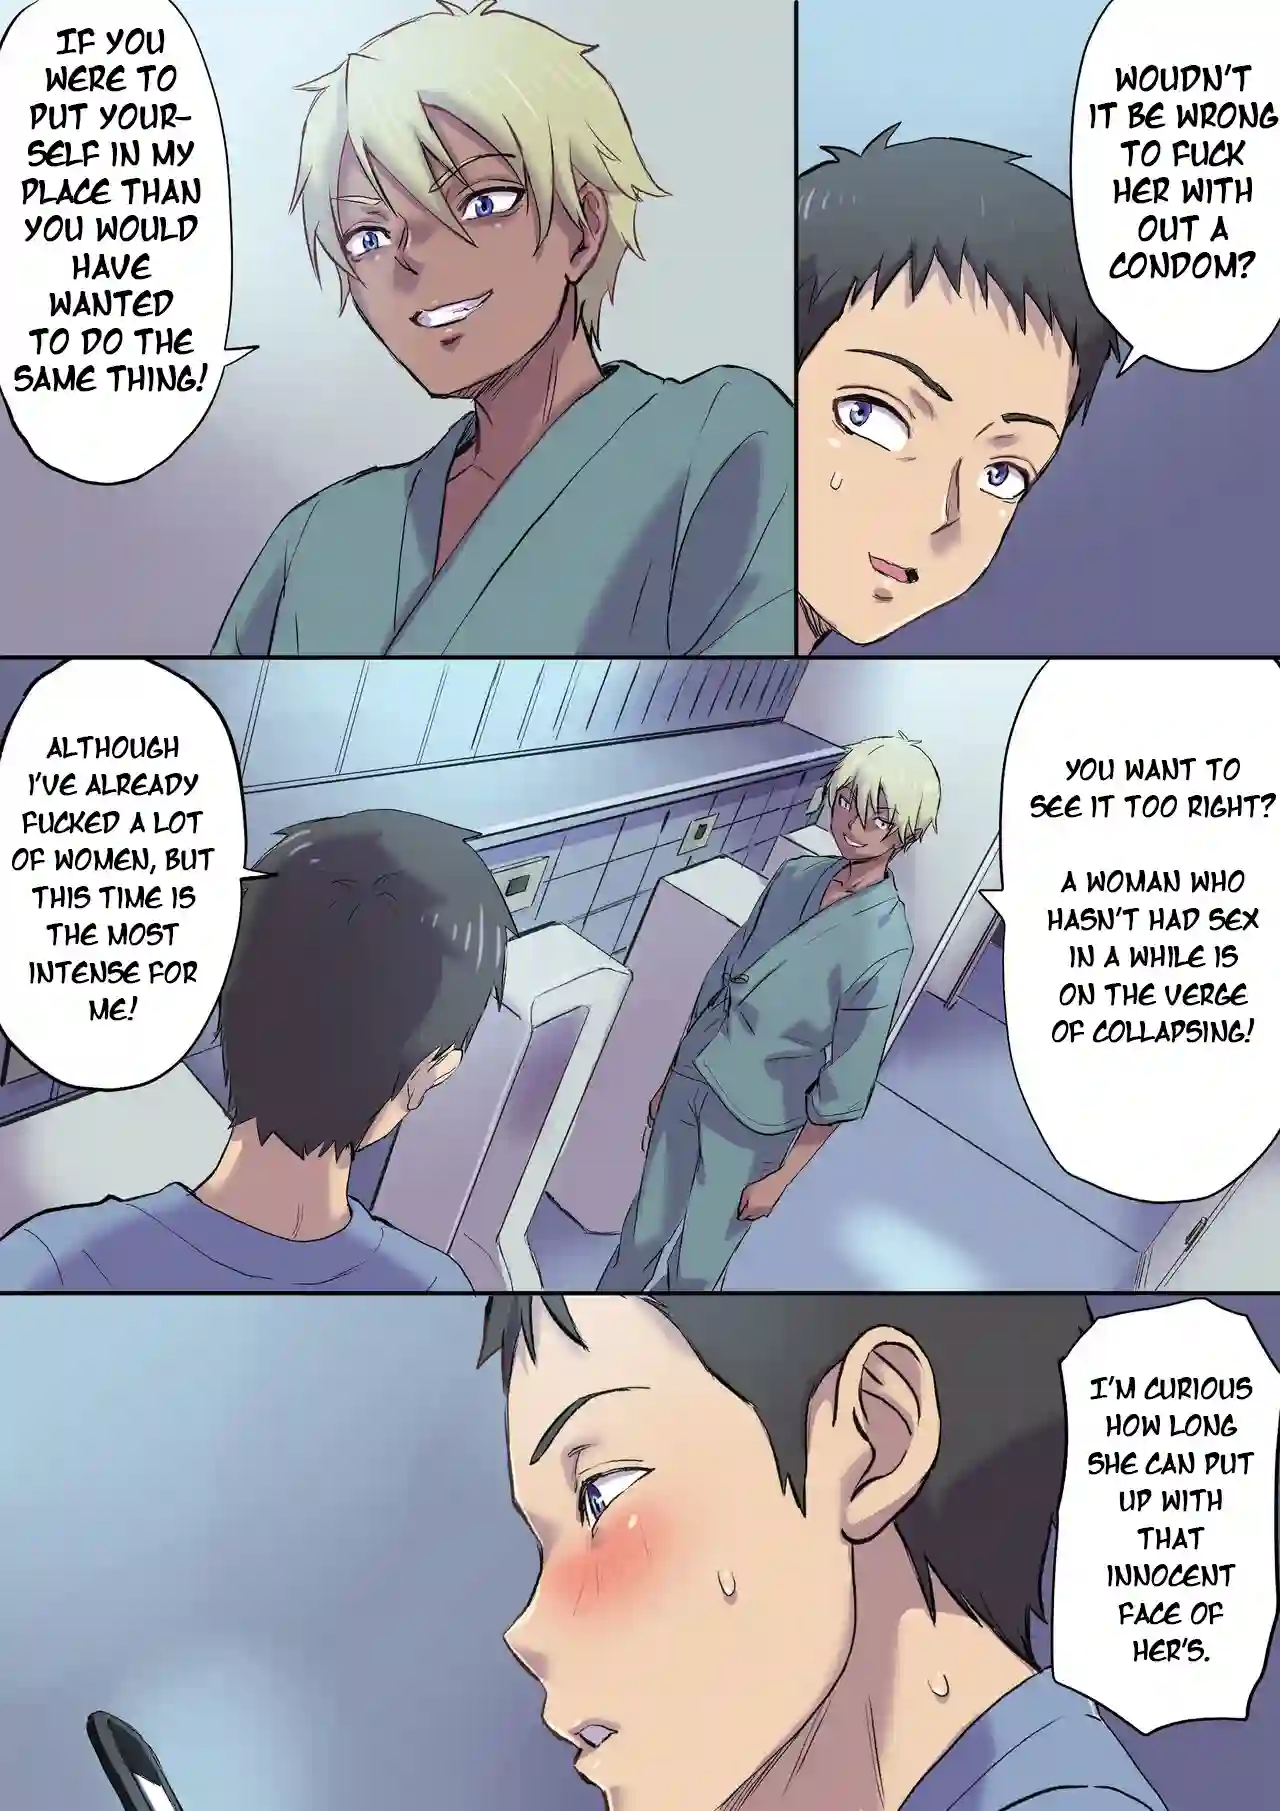 WOUDN'T
IT BE WRONG
TO FUCK
HER WITH
OUT A
CONDOM?
IF YOU
WERE TO
PUT YOUR-
SELF IN MY
PLACE THAN
YOU WOULD
HAVE
WANTED
TO DO THE
SAME THING!
YOU WANT TO
SEE IT TOO RIGHT?
A WOMAN WHO
HASN'T HAD SEX
IN A WHILE IS
ON THE VERGE
OF COLLAPSING!
ALTHOUGH
I'VE ALREADY
FUCKED A LOT
OF WOMEN, BUT
THIS TIME IS
THE MOST
INTENSE FOR
ME!
I'M CURIOUS
HOW LONG
SHE CAN PUT
UP WITH
THAT
INNOCENT
FACE OF
HER'S.